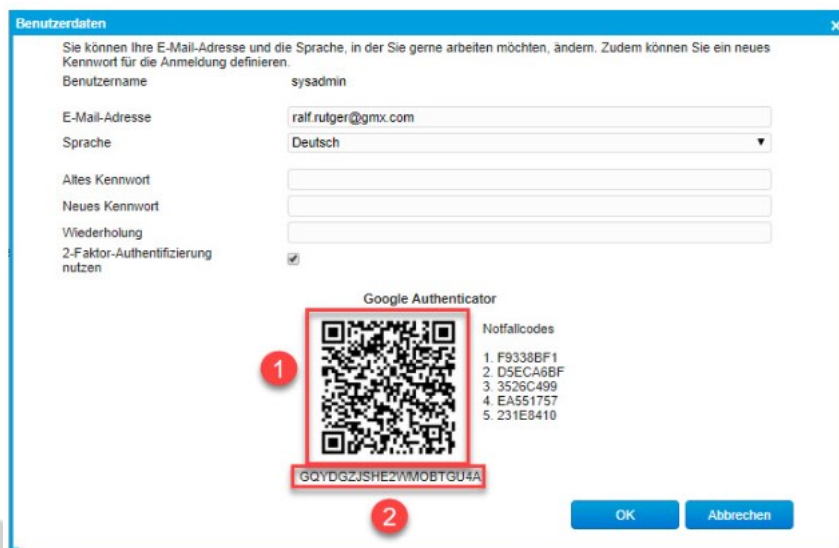 Benutzerdaten
Sie können Ihre E-Mail-Adresse und die Sprache, in der Sie gerne arbeiten möchten, ändern. Zudem können Sie ein neues
Kennwort für die Anmeldung definieren.
Benutzername sysadmin
E-Mail-Adresse ralf.rutger@gmx.com
Sprache Deutsch
Altes Kennwort
Neues Kennwort
Wiederholung
2-Faktor-Authentifizierung
nutzen
Google Authenticator
1
Notfallcodes
1. F9338BF1
2. D5ECA6BF
3. 3526C499
4. EA551757
5. 231E8410
GQYDGZJSHE2WMOBTGU4A
2
OK Abbrechen